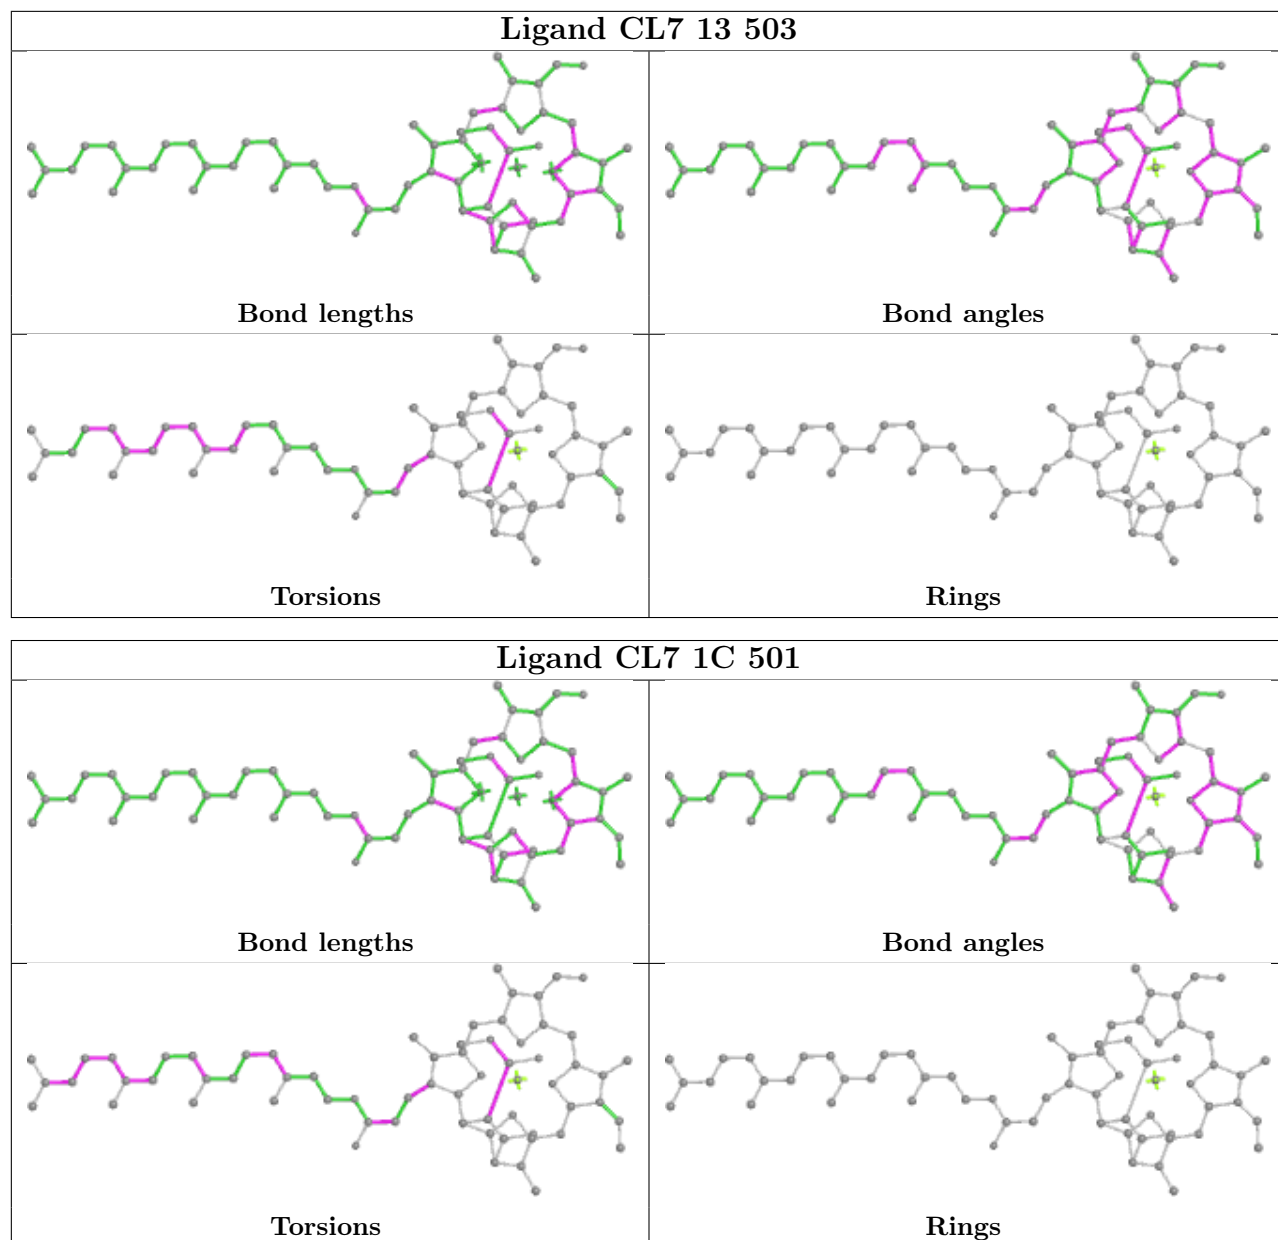 Ligand CL7 13 503
Bond lengths
Bond angles
Torsions
Rings
Ligand CL7 1C 501
Bond lengths
Bond angles
Torsions
Rings